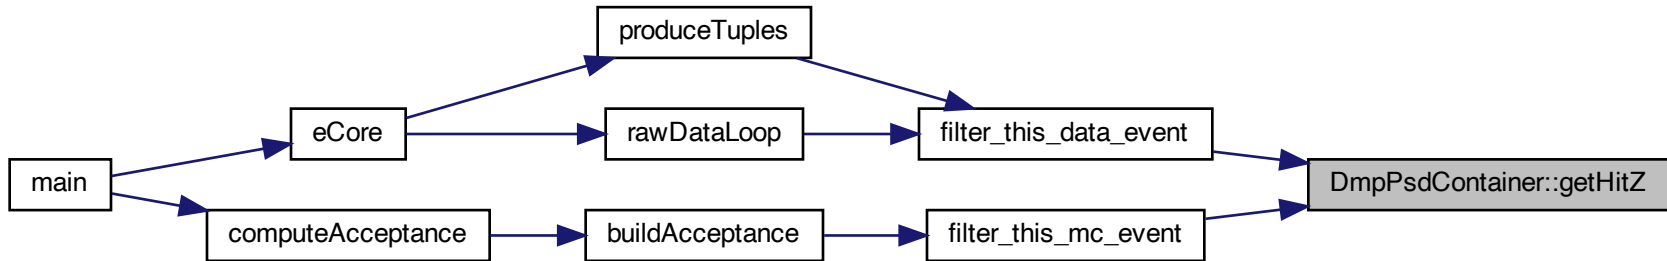 produceTuples
eCore
rawDataLoop
filter_this_data_event
main
DmpPsdContainer::getHitZ
computeAcceptance
buildAcceptance
filter_this_mc_event